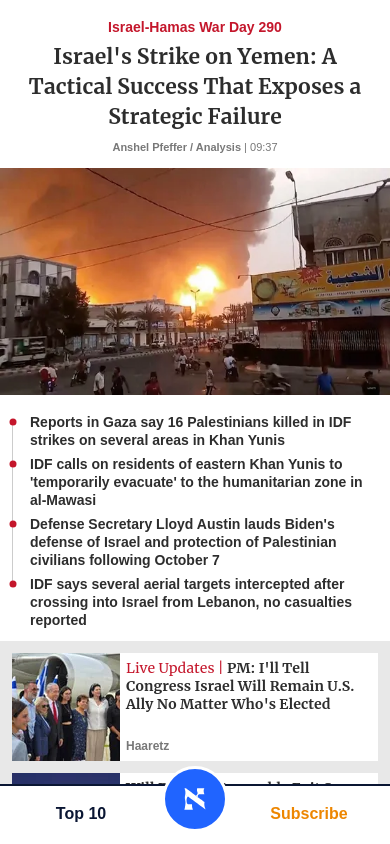 Israel-Hamas War Day 290
Israel's Strike on Yemen: A
Tactical Success That Exposes a
Strategic Failure
Anshel Pfeffer / Analysis | 09:37
الشعبية
Reports in Gaza say 16 Palestinians killed in IDF
strikes on several areas in Khan Yunis
IDF calls on residents of eastern Khan Yunis to
'temporarily evacuate' to the humanitarian zone in
al-Mawasi
Defense Secretary Lloyd Austin lauds Biden's
defense of Israel and protection of Palestinian
civilians following October 7
IDF says several aerial targets intercepted after
crossing into Israel from Lebanon, no casualties
reported
Live Updates | PM: I'll Tell
Congress Israel Will Remain U.S.
Ally No Matter Who's Elected
Haaretz
Top 10
א
Subscribe